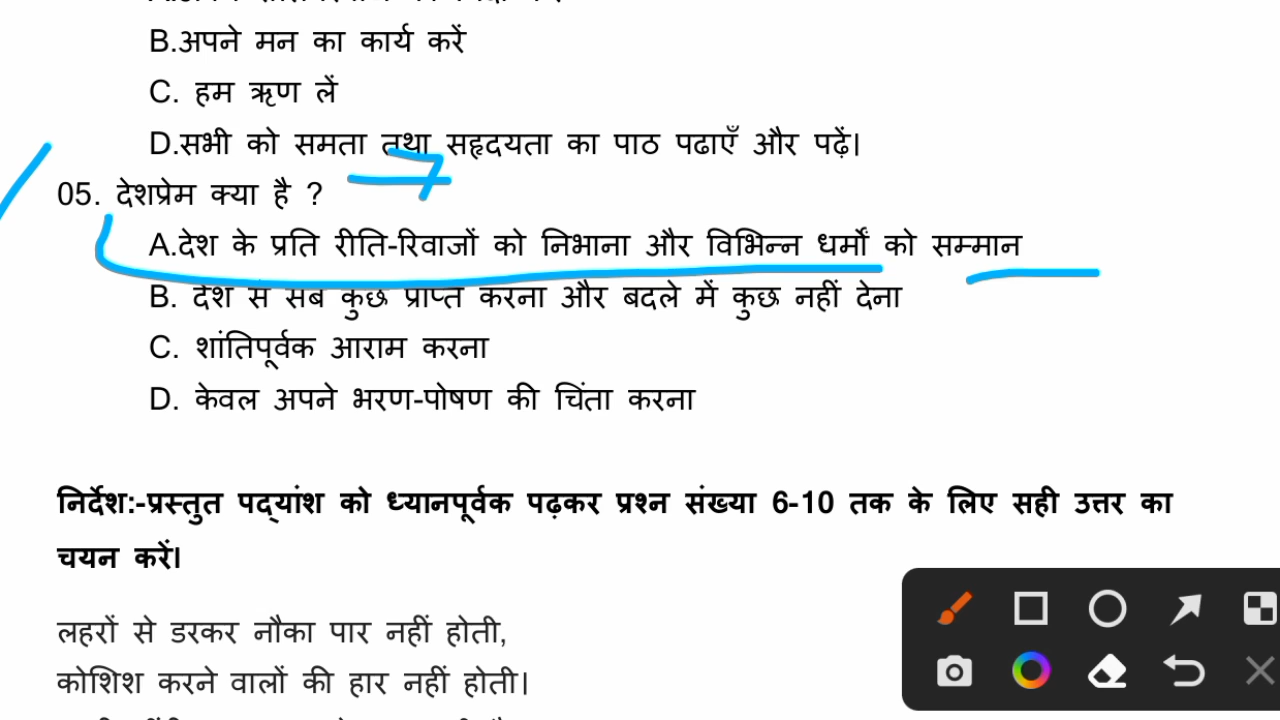 B.अपने मन का कार्य करें
C. हम ऋण लें
D.सभी को समता तथा सहृदयता का पाठ पढाएँ और पढ़ें।
05. देशप्रेम क्या है ?
A.देश के प्रति रीति-रिवाजों को निभाना और विभिन्न धर्मों को सम्मान
B. देश से सब कुछ प्राप्त करना और बदले में कुछ नहीं देना
C. शांतिपूर्वक आराम करना
D. केवल अपने भरण-पोषण की चिंता करना
निर्देश:-प्रस्तुत पद्यांश को ध्यानपूर्वक पढ़कर प्रश्न संख्या 6-10 तक के लिए सही उत्तर का
चयन करें।
लहरों से डरकर नौका पार नहीं होती,
कोशिश करने वालों की हार नहीं होती।